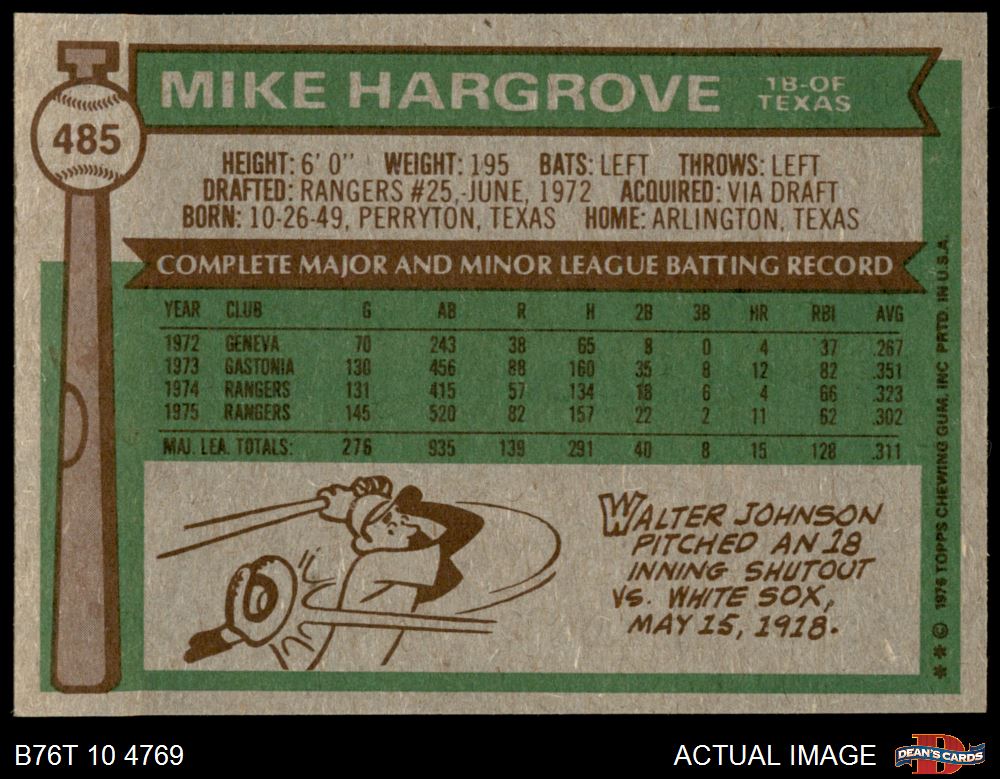 MIKE HARGROVE
1B-OF
TEXAS
485
HEIGHT: 6' 0" WEIGHT: 195 BATS: LEFT THROWS: LEFT
DRAFTED: RANGERS #25,-JUNE, 1972 ACQUIRED: VIA DRAFT
BORN: 10-26-49, PERRYTON, TEXAS HOME: ARLINGTON, TEXAS
COMPLETE MAJOR AND MINOR LEAGUE BATTING RECORD
YEAR CLUB G AB R H 2B 3B HR RBI AVG
1972 GENEVA 70 243 38 65 8 0 4 37 .267
1973 GASTONIA 130 456 88 160 35 8 12 82 .351
1974 RANGERS 131 415 57 134 18 6 4 66 .323
1975 RANGERS 145 520 82 157 22 2 11 62 .302
MAJ. LEA. TOTALS: 276 935 139 291 40 8 15 128 .311
WALTER JOHNSON
PITCHED AN 18
INNING SHUTOUT
VS. WHITE SOX,
MAY 15, 1918.
* * © 1976 TOPPS CHEWING GUM, INC PRTD. IN U.S.A.
B76T 10 4769
ACTUAL IMAGE
DEAN'S CARDS